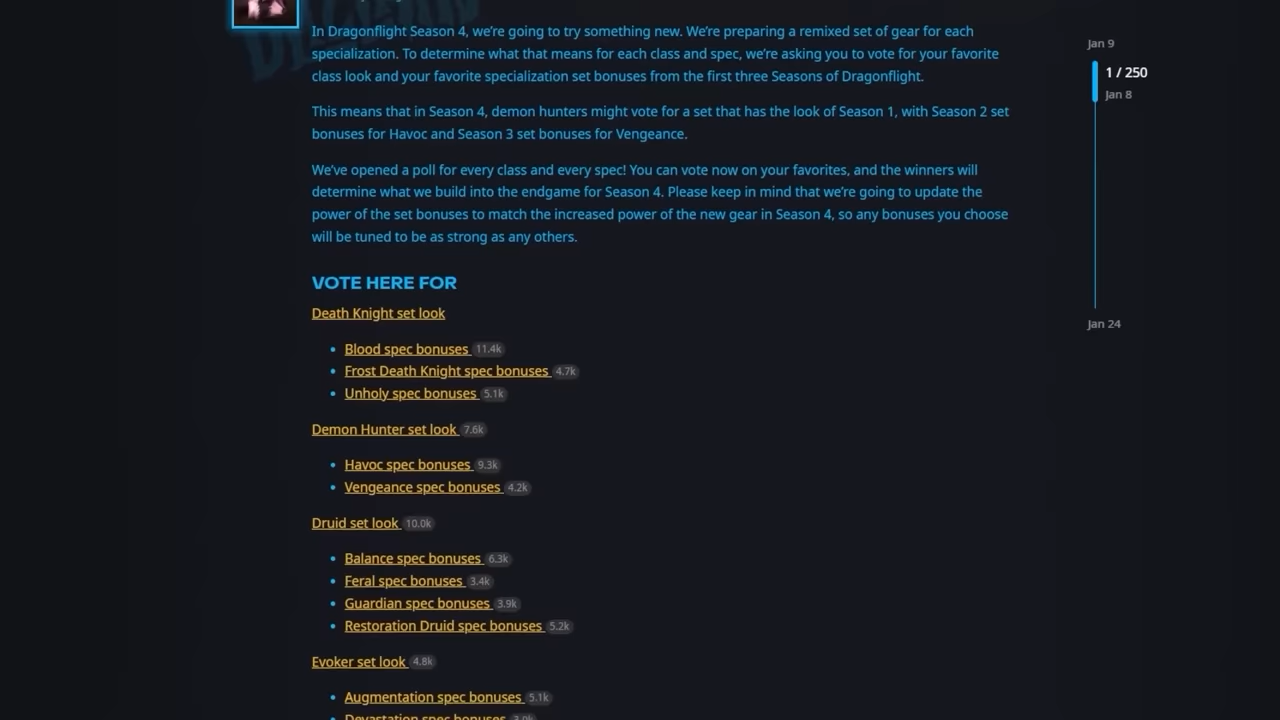 In Dragonflight Season 4, we're going to try something new. We're preparing a remixed set of gear for each
specialization. To determine what that means for each class and spec, we're asking you to vote for your favorite
class look and your favorite specialization set bonuses from the first three Seasons of Dragonflight.
This means that in Season 4, demon hunters might vote for a set that has the look of Season 1, with Season 2 set
bonuses for Havoc and Season 3 set bonuses for Vengeance.
We've opened a poll for every class and every spec! You can vote now on your favorites, and the winners will
determine what we build into the endgame for Season 4. Please keep in mind that we're going to update the
power of the set bonuses to match the increased power of the new gear in Season 4, so any bonuses you choose
will be tuned to be as strong as any others.
VOTE HERE FOR
Death Knight set look
• Blood spec bonuses 11.4k
• Frost Death Knight spec bonuses 4.7k
• Unholy spec bonuses 5.1k
Demon Hunter set look 7.6k
• Havoc spec bonuses 9.3k
• Vengeance spec bonuses 4.2k
Druid set look 10.0k
• Balance spec bonuses 6.3k
• Feral spec bonuses 3.4k
• Guardian spec bonuses 3.9k
• Restoration Druid spec bonuses 5.2k
Evoker set look 4.8k
• Augmentation spec bonuses 5.1k
Devastation spec bonuses
Jan 9
1 / 250
Jan 8
Jan 24